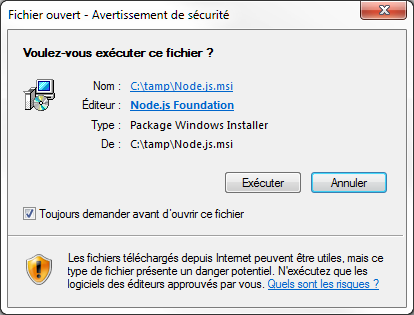 Fichier ouvert - Avertissement de sécurité
Voulez-vous exécuter ce fichier ?
Nom : C:\tamp\Node.js.msi
Éditeur : Node.js Foundation
Type : Package Windows Installer
De : C:\tamp\Node.js.msi
Exécuter Annuler
Toujours demander avant d'ouvrir ce fichier
Les fichiers téléchargés depuis Internet peuvent être utiles, mais ce
type de fichier présente un danger potentiel. N'exécutez que les
logiciels des éditeurs approuvés par vous. Quels sont les risques ?